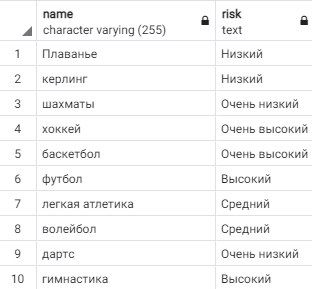 name risk
character varying (255) text
1 Плаванье Низкий
2 керлинг Низкий
3 шахматы Очень низкий
4 хоккей Очень высокий
5 баскетбол Очень высокий
6 футбол Высокий
7 легкая атлетика Средний
8 волейбол Средний
9 дартс Очень низкий
10 гимнастика Высокий